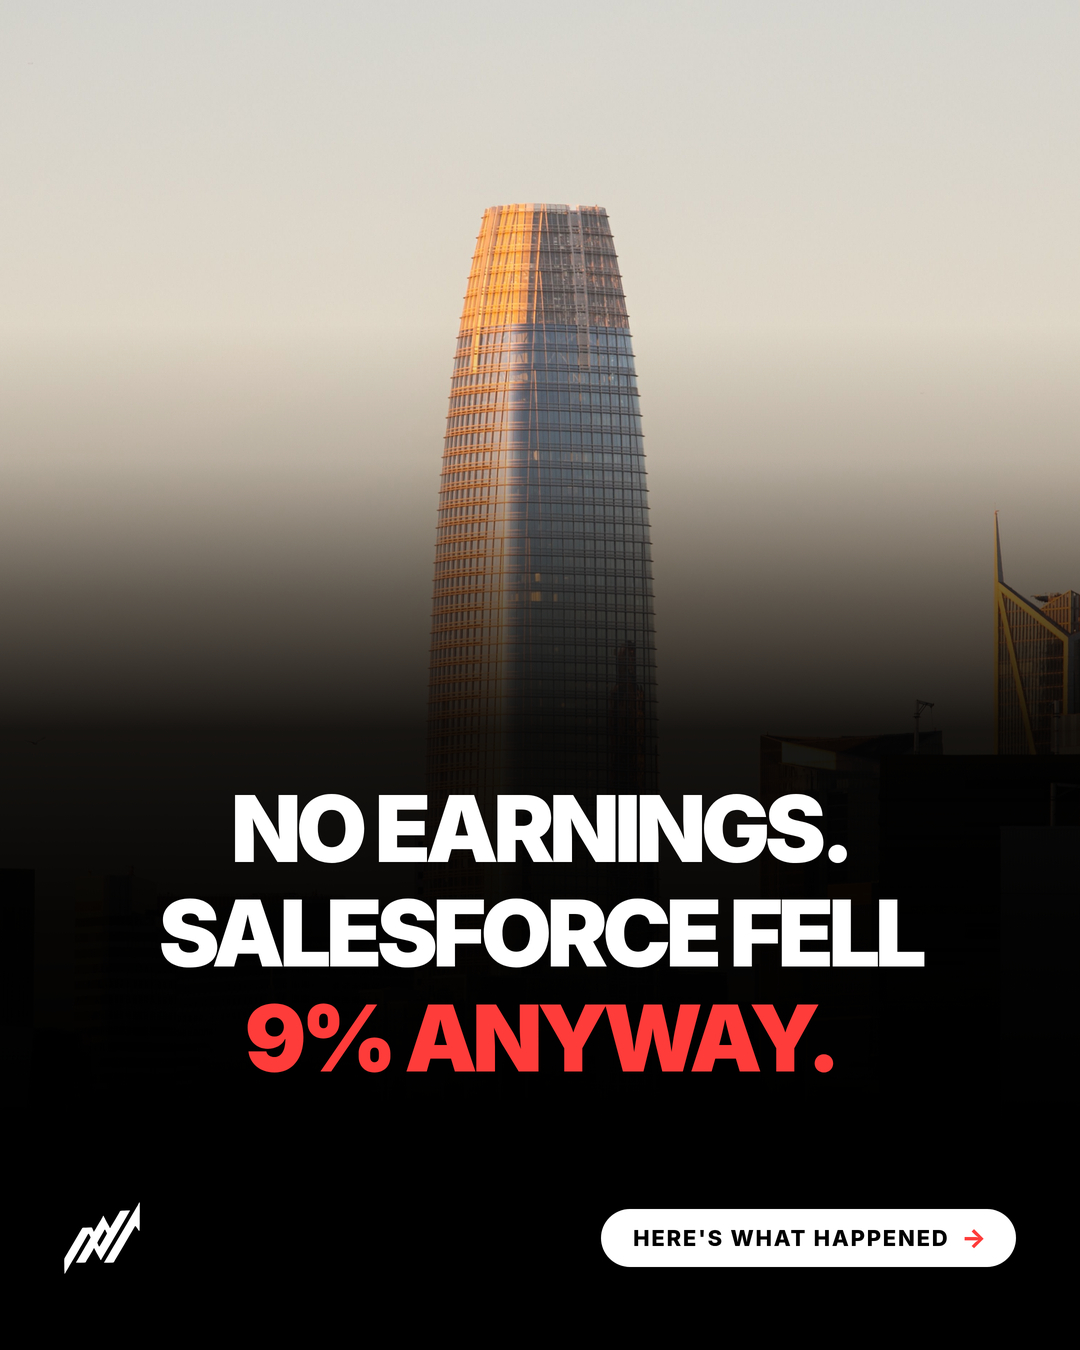 NO EARNINGS.
SALESFORCE FELL
9% ANYWAY.
HERE'S WHAT HAPPENED →